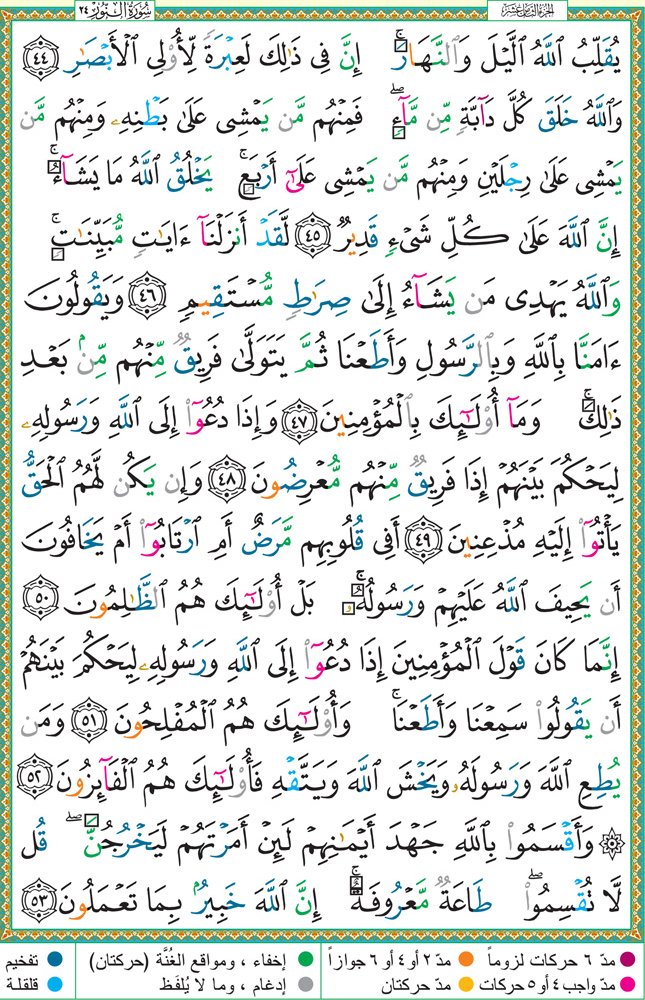 الجزء الثامن عشر
سورة النور ٢٤
يُقَلِّبُ ٱللَّهُ ٱلَّيۡلَ وَٱلنَّهَارَۚ إِنَّ فِي ذَٰلِكَ لَعِبۡرَةٗ لِّأُوْلِي ٱلۡأَبۡصَٰرِ ٤٤
وَٱللَّهُ خَلَقَ كُلَّ دَآبَّةٖ مِّن مَّآءٖۖ فَمِنۡهُم مَّن يَمۡشِي عَلَىٰ بَطۡنِهِۦ وَمِنۡهُم مَّن
يَمۡشِي عَلَىٰ رِجۡلَيۡنِ وَمِنۡهُم مَّن يَمۡشِي عَلَىٰٓ أَرۡبَعٖۚ يَخۡلُقُ ٱللَّهُ مَا يَشَآءُۚ
إِنَّ ٱللَّهَ عَلَىٰ كُلِّ شَيۡءٖ قَدِيرٞ ٤٥ لَّقَدۡ أَنزَلۡنَآ ءَايَٰتٖ مُّبَيِّنَٰتٖۚ
وَٱللَّهُ يَهۡدِي مَن يَشَآءُ إِلَىٰ صِرَٰطٖ مُّسۡتَقِيمٖ ٤٦ وَيَقُولُونَ
ءَامَنَّا بِٱللَّهِ وَبِٱلرَّسُولِ وَأَطَعۡنَا ثُمَّ يَتَوَلَّىٰ فَرِيقٞ مِّنۡهُم مِّنۢ بَعۡدِ
ذَٰلِكَۚ وَمَآ أُوْلَٰٓئِكَ بِٱلۡمُؤۡمِنِينَ ٤٧ وَإِذَا دُعُوٓاْ إِلَى ٱللَّهِ وَرَسُولِهِۦ
لِيَحۡكُمَ بَيۡنَهُمۡ إِذَا فَرِيقٞ مِّنۡهُم مُّعۡرِضُونَ ٤٨ وَإِن يَكُن لَّهُمُ ٱلۡحَقُّ
يَأۡتُوٓاْ إِلَيۡهِ مُذۡعِنِينَ ٤٩ أَفِي قُلُوبِهِم مَّرَضٌ أَمِ ٱرۡتَابُوٓاْ أَمۡ يَخَافُونَ
أَن يَحِيفَ ٱللَّهُ عَلَيۡهِمۡ وَرَسُولُهُۥۚ بَلۡ أُوْلَٰٓئِكَ هُمُ ٱلظَّٰلِمُونَ ٥٠
إِنَّمَا كَانَ قَوۡلَ ٱلۡمُؤۡمِنِينَ إِذَا دُعُوٓاْ إِلَى ٱللَّهِ وَرَسُولِهِۦ لِيَحۡكُمَ بَيۡنَهُمۡ
أَن يَقُولُواْ سَمِعۡنَا وَأَطَعۡنَاۚ وَأُوْلَٰٓئِكَ هُمُ ٱلۡمُفۡلِحُونَ ٥١ وَمَن
يُطِعِ ٱللَّهَ وَرَسُولَهُۥ وَيَخۡشَ ٱللَّهَ وَيَتَّقۡهِ فَأُوْلَٰٓئِكَ هُمُ ٱلۡفَآئِزُونَ ٥٢
۞ وَأَقۡسَمُواْ بِٱللَّهِ جَهۡدَ أَيۡمَٰنِهِمۡ لَئِنۡ أَمَرۡتَهُمۡ لَيَخۡرُجُنَّۖ قُل
لَّا تُقۡسِمُواْۖ طَاعَةٞ مَّعۡرُوفَةٌۚ إِنَّ ٱللَّهَ خَبِيرُۢ بِمَا تَعۡمَلُونَ ٥٣
مدّ ٦ حركات لزوماً مدّ ٢ أو ٤ أو ٦ جوازاً إخفاء ، ومواقع الغُنَّة (حركتان) تفخيم
مدّ واجب ٤ أو ٥ حركات مدّ حركتان إدغام ، وما لا يُلفَظ قلقلة